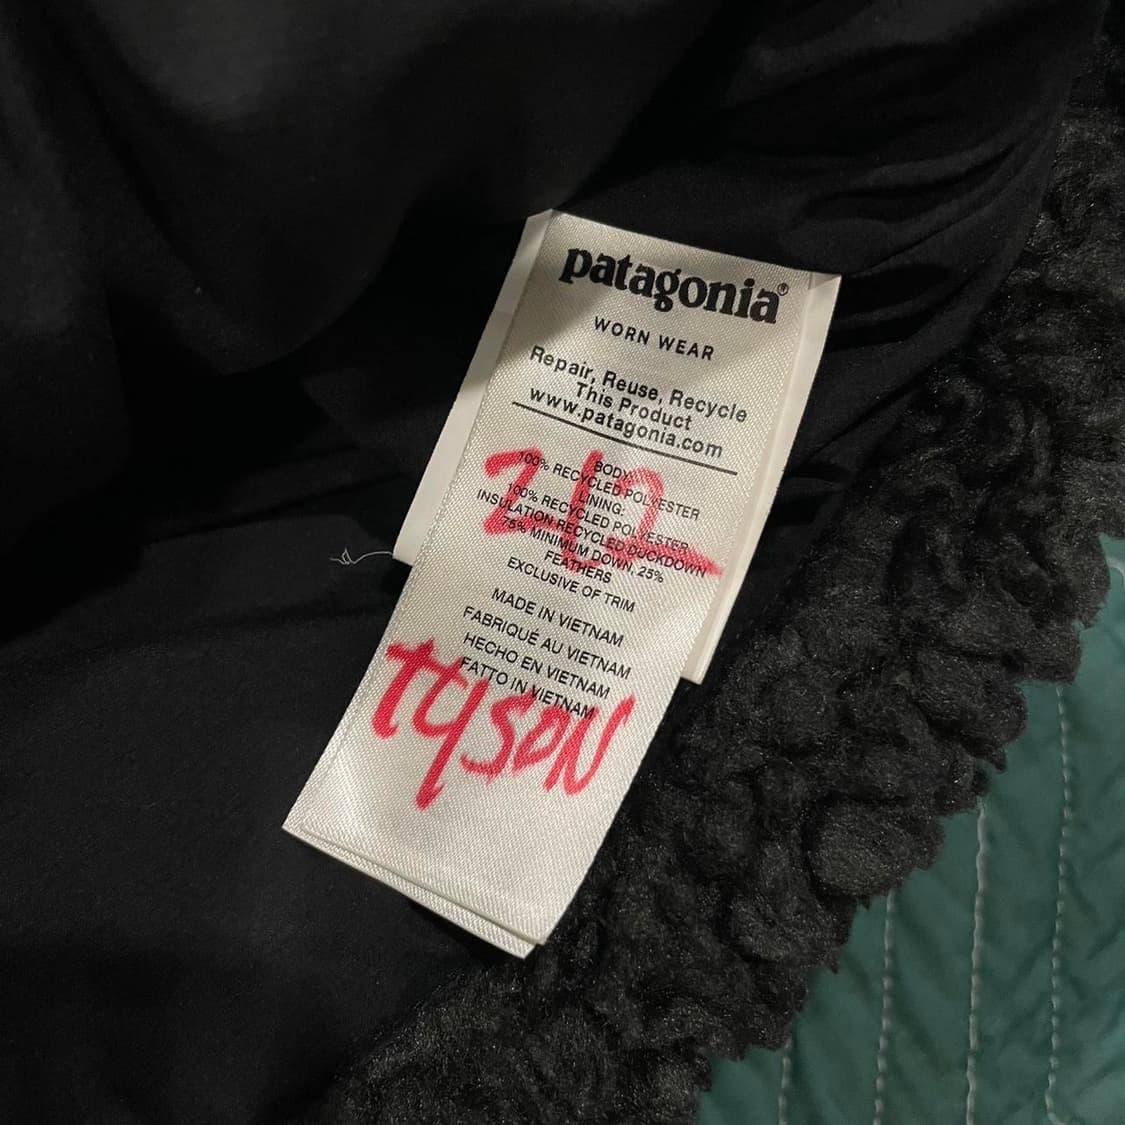 patagonia®
WORN WEAR
Repair, Reuse, Recycle
This Product
www.patagonia.com
BODY:
100% RECYCLED POLYESTER
LINING:
100% RECYCLED POLYESTER
INSULATION RECYCLED DUCKDOWN
75% MINIMUM DOWN, 25%
FEATHERS
EXCLUSIVE OF TRIM
MADE IN VIETNAM
FABRIQUÉ AU VIETNAM
HECHO EN VIETNAM
FATTO IN VIETNAM
tyson